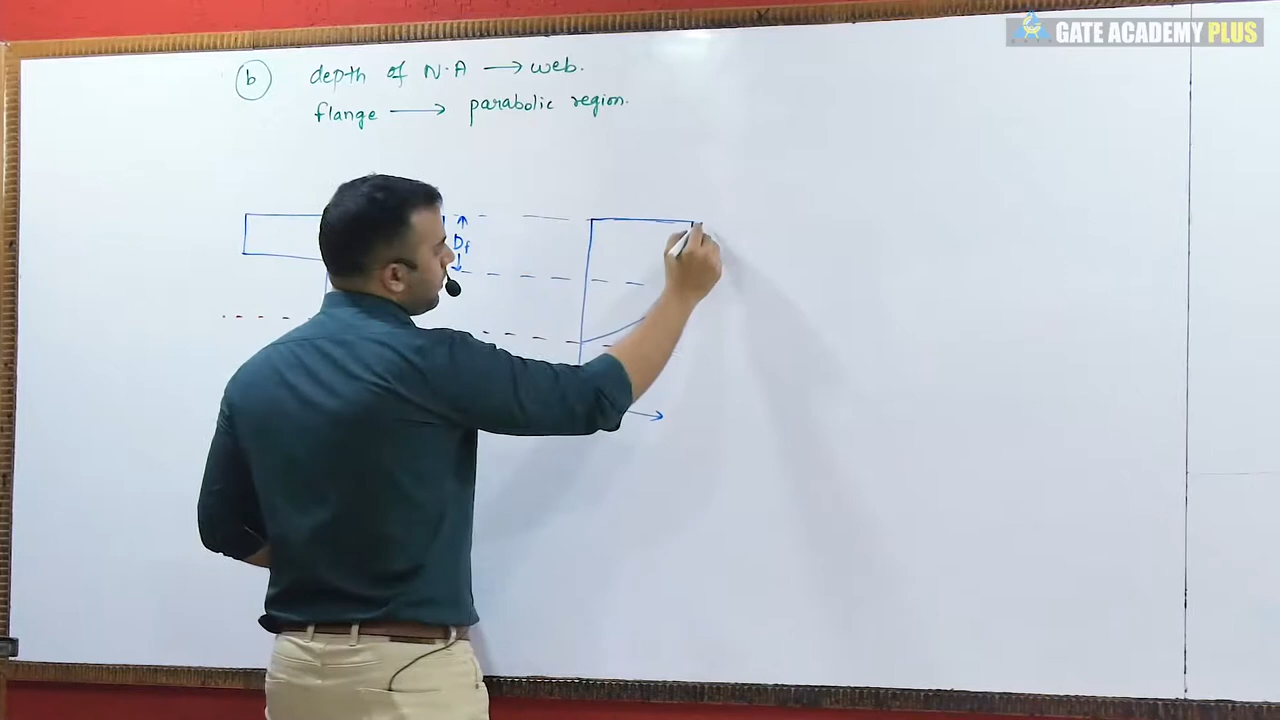 GATE ACADEMY PLUS
b depth of N.A → web.
flange → parabolic region.
Df